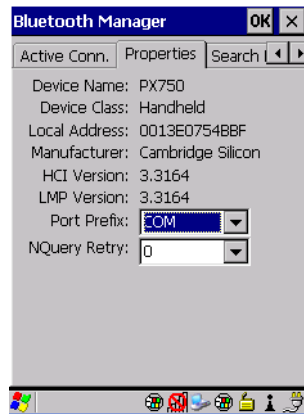 Bluetooth Manager OK ×
Active Conn. Properties Search
Device Name: PX750
Device Class: Handheld
Local Address: 0013E0754BBF
Manufacturer: Cambridge Silicon
HCI Version: 3.3164
LMP Version: 3.3164
Port Prefix: COM
NQuery Retry: 0